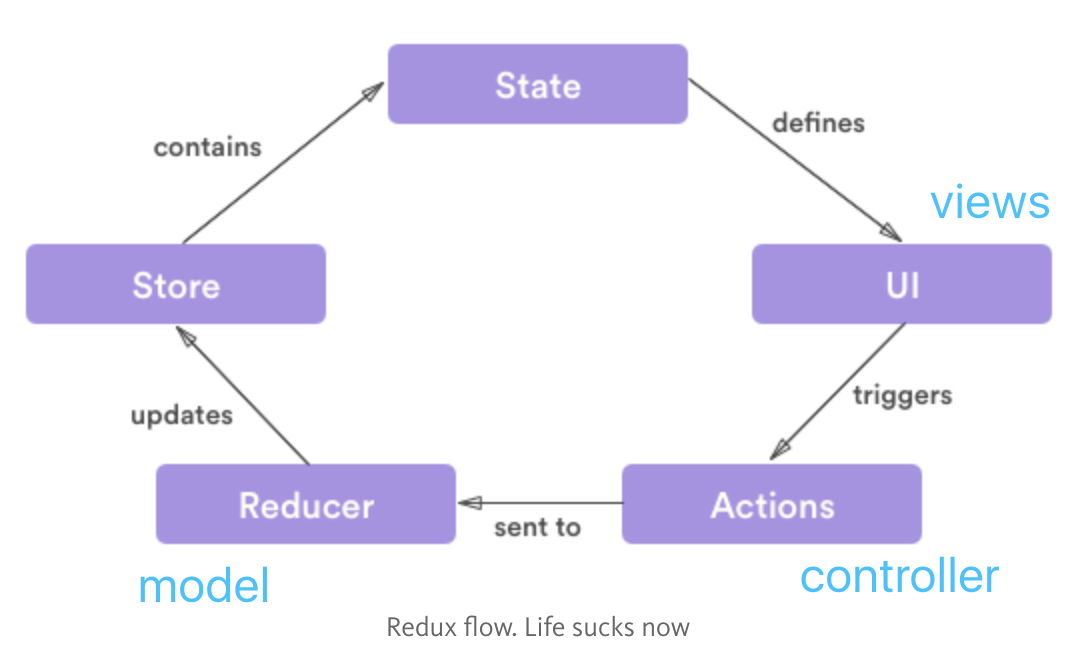 State
defines
contains
views
Store
UI
triggers
updates
Reducer
sent to
Actions
model
controller
Redux flow. Life sucks now